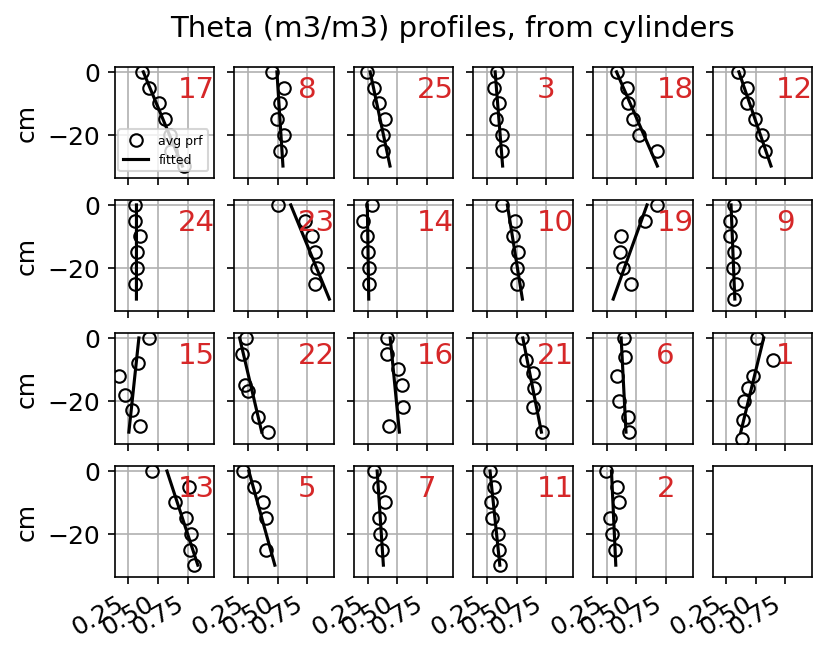 Theta (m3/m3) profiles, from cylinders
0 17 8 25 3 18 12
cm
−20 avg prf
fitted
0 24 23 14 10 19 9
cm
−20
0 15 22 16 21 6 1
cm
−20
0 13 5 7 11 2
cm
−20
0.25 0.50 0.75 0.25 0.50 0.75 0.25 0.50 0.75 0.25 0.50 0.75 0.25 0.50 0.75 0.25 0.50 0.75